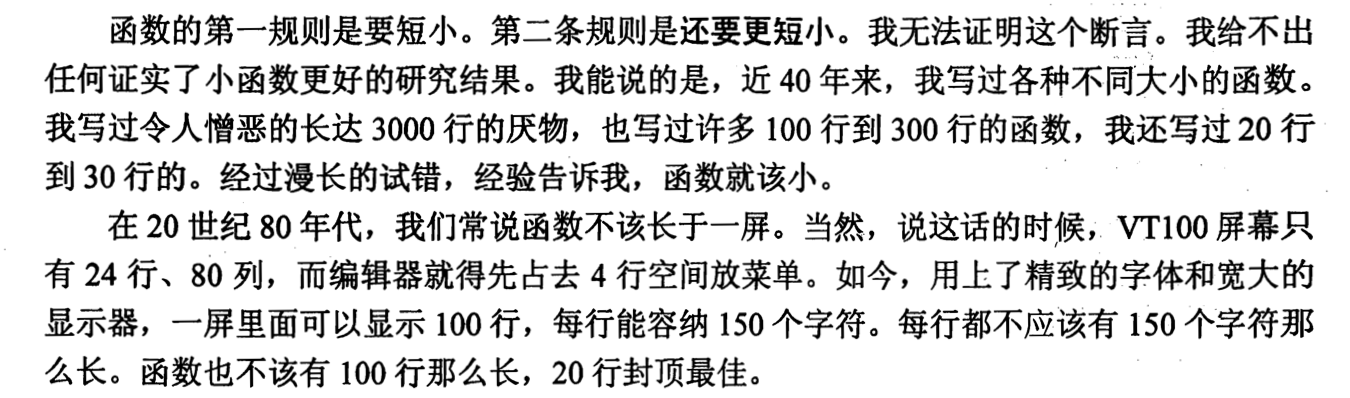 函数的第一规则是要短小。第二条规则是还要更短小。我无法证明这个断言。我给不出
任何证实了小函数更好的研究结果。我能说的是，近 40 年来，我写过各种不同大小的函数。
我写过令人憎恶的长达 3000 行的厌物，也写过许多 100 行到 300 行的函数，我还写过 20 行
到 30 行的。经过漫长的试错，经验告诉我，函数就该小。
在 20 世纪 80 年代，我们常说函数不该长于一屏。当然，说这话的时候，VT100 屏幕只
有 24 行、80 列，而编辑器就得先占去 4 行空间放菜单。如今，用上了精致的字体和宽大的
显示器，一屏里面可以显示 100 行，每行能容纳 150 个字符。每行都不应该有 150 个字符那
么长。函数也不该有 100 行那么长，20 行封顶最佳。